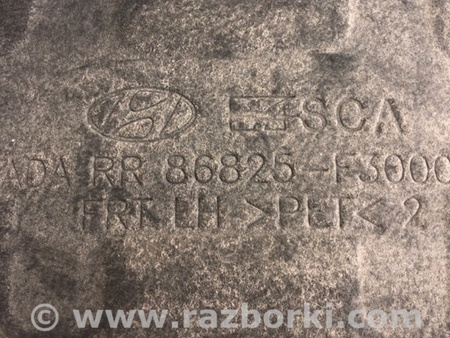 SCA
ADA RR 86825-F3000
FRT LH >PET< 2
© www.razborki.com